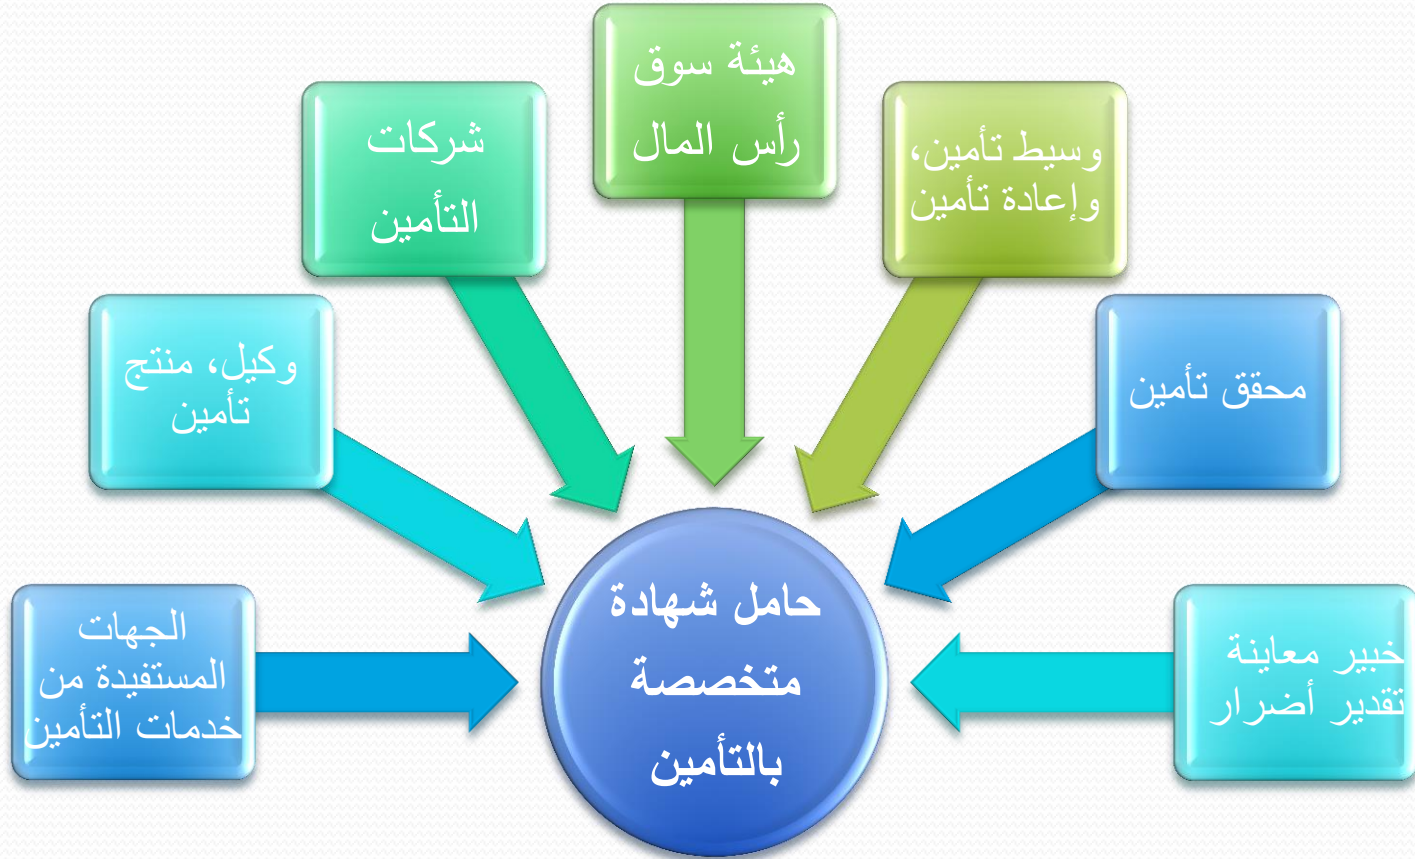 هيئة سوق
رأس المال
شركات
التأمين
وسيط تأمين،
وإعادة تأمين
وكيل، منتج
تأمين
محقق تأمين
الجهات
المستفيدة من
خدمات التأمين
حامل شهادة
متخصصة
بالتأمين
خبير معاينة
تقدير أضرار